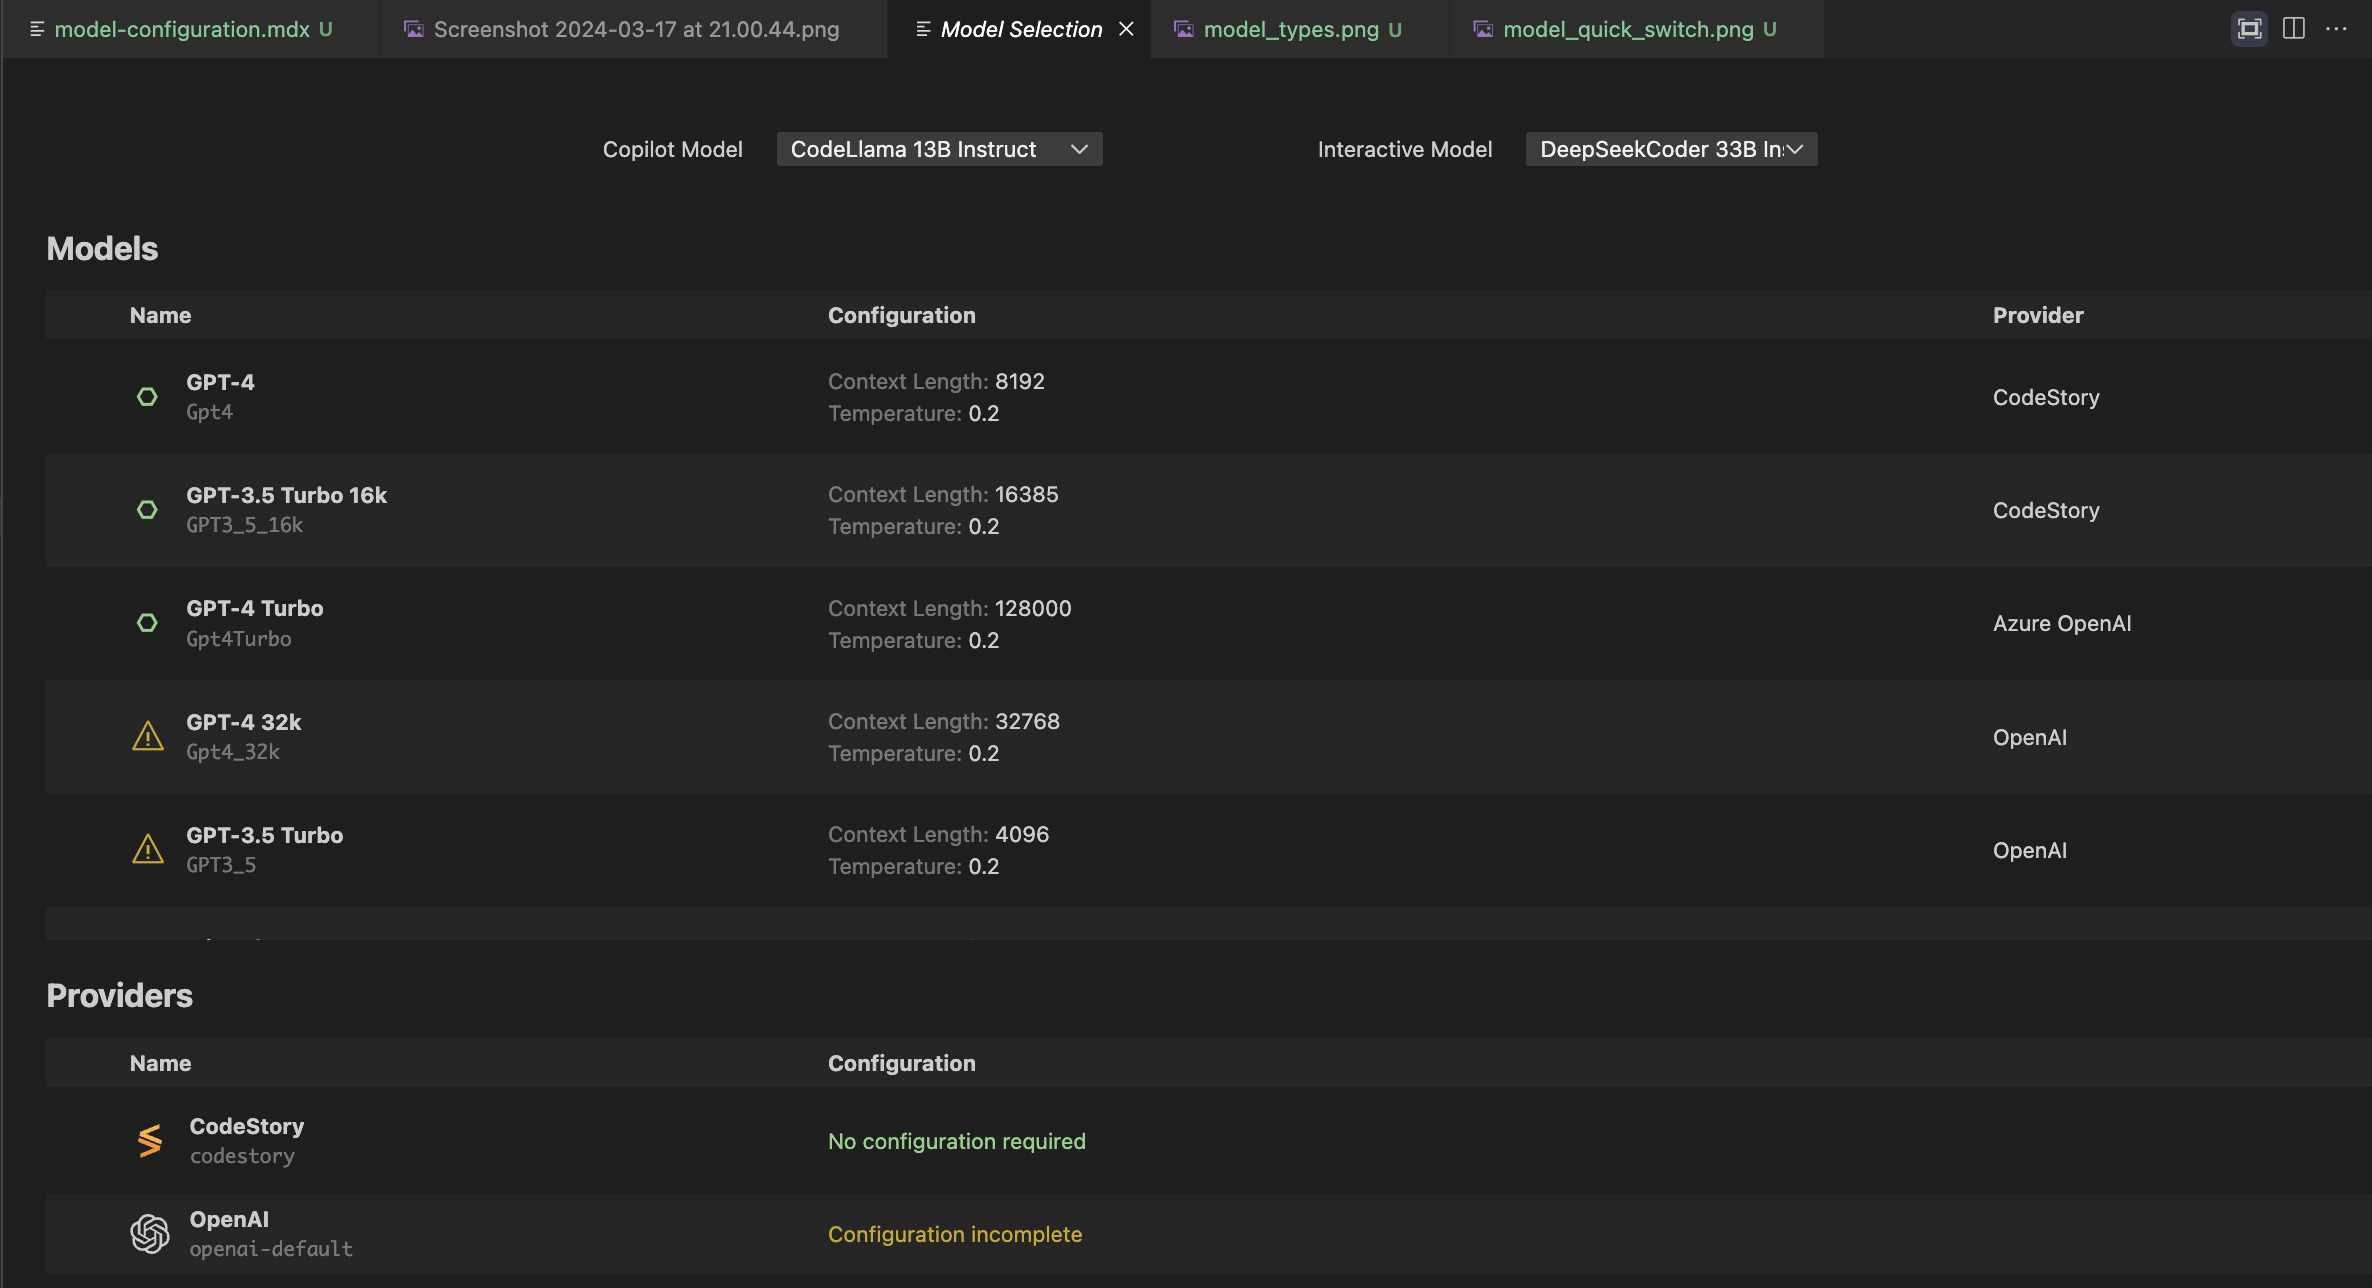 model-configuration.mdx U Screenshot 2024-03-17 at 21.00.44.png Model Selection model_types.png U model_quick_switch.png U
Copilot Model CodeLlama 13B Instruct Interactive Model DeepSeekCoder 33B In
Models
Name Configuration Provider
GPT-4
Gpt4
Context Length: 8192
Temperature: 0.2
CodeStory
GPT-3.5 Turbo 16k
GPT3_5_16k
Context Length: 16385
Temperature: 0.2
CodeStory
GPT-4 Turbo
Gpt4Turbo
Context Length: 128000
Temperature: 0.2
Azure OpenAI
GPT-4 32k
Gpt4_32k
Context Length: 32768
Temperature: 0.2
OpenAI
GPT-3.5 Turbo
GPT3_5
Context Length: 4096
Temperature: 0.2
OpenAI
Providers
Name Configuration
CodeStory
codestory
No configuration required
OpenAI
openai-default
Configuration incomplete